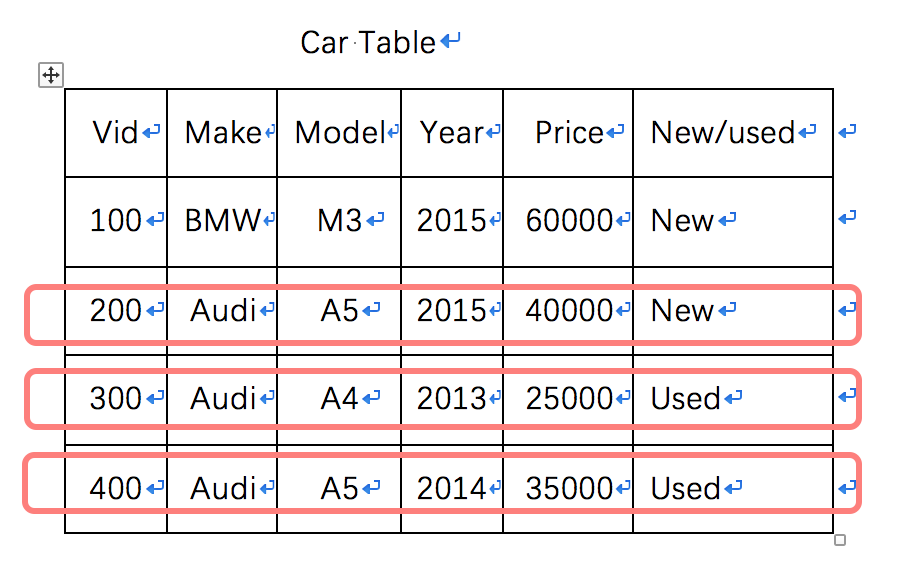 Car Table
Vid Make Model Year Price New/used
100 BMW M3 2015 60000 New
200 Audi A5 2015 40000 New
300 Audi A4 2013 25000 Used
400 Audi A5 2014 35000 Used